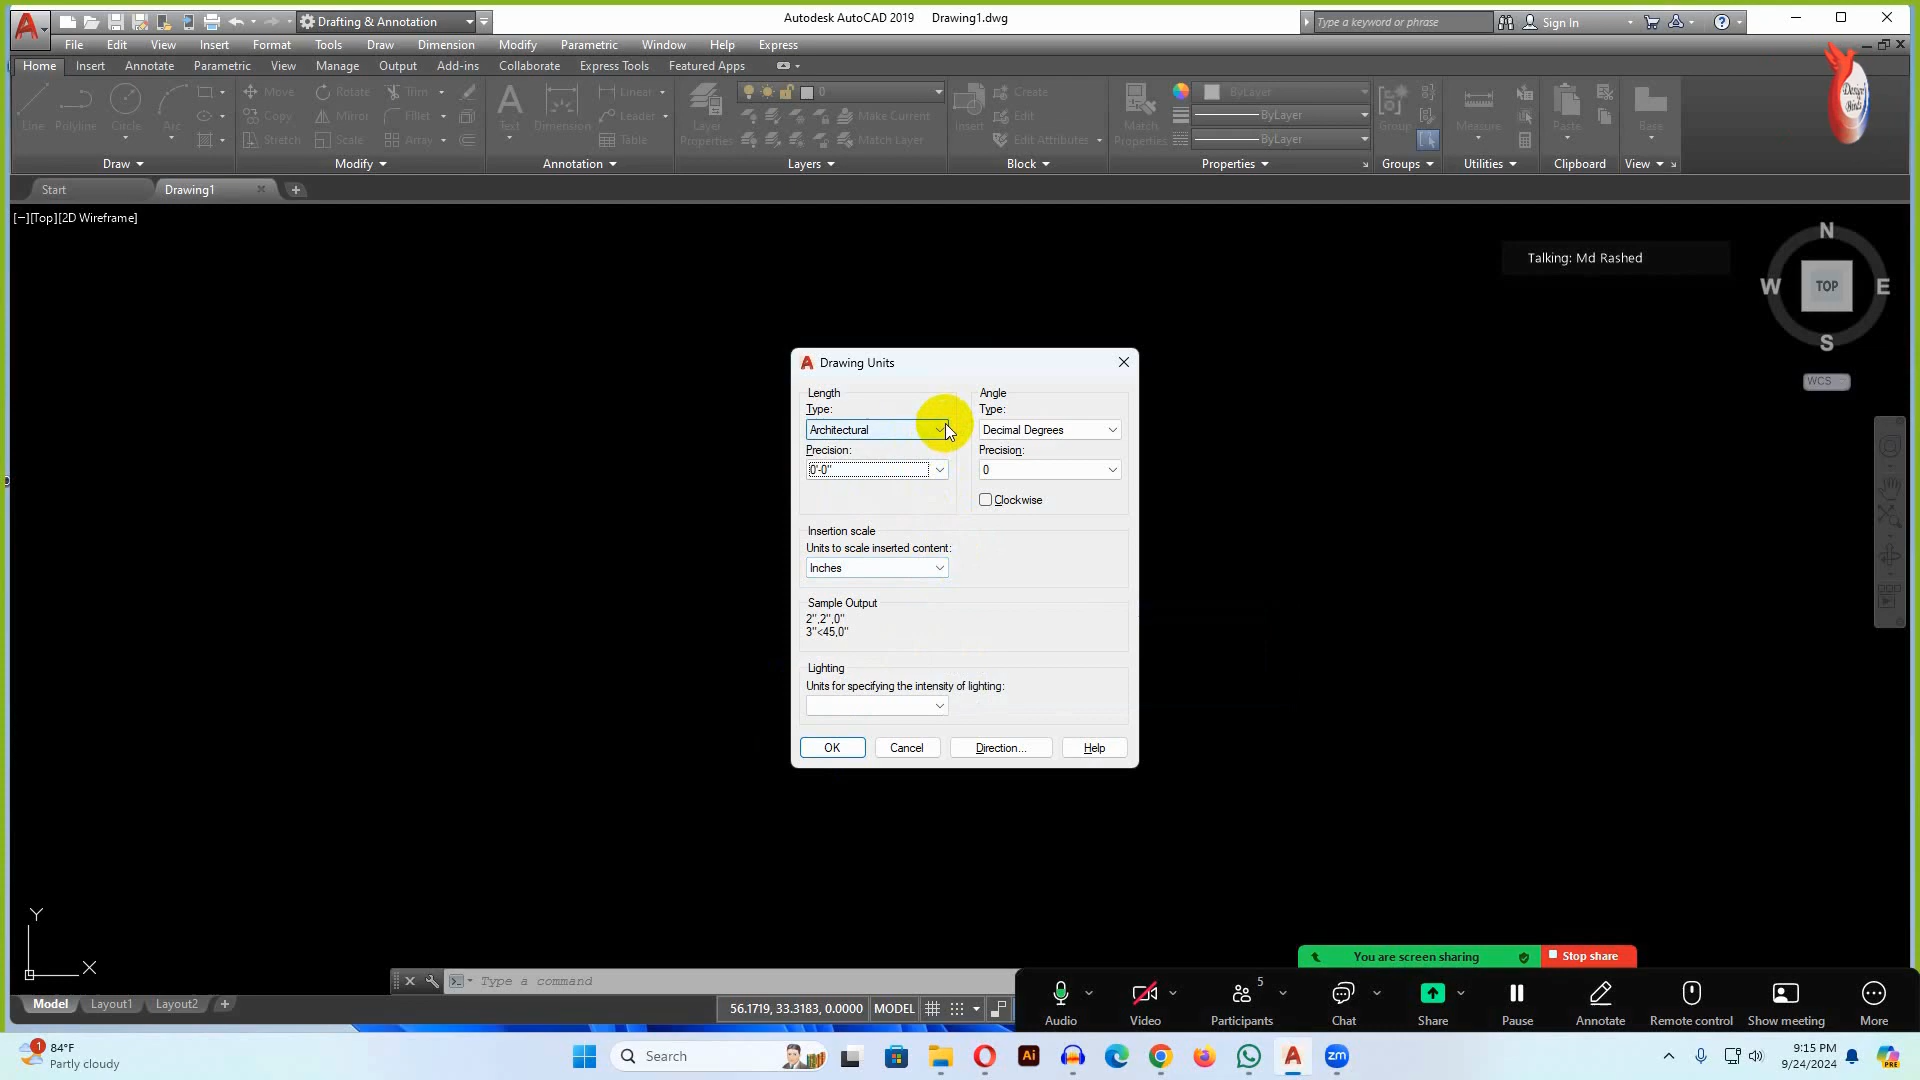 Drafting & Annotation
Autodesk AutoCAD 2019 Drawing1.dwg
Type a keyword or phrase
Sign In
File Edit View Insert Format Tools Draw Dimension Modify Parametric Window Help Express
Home Insert Annotate Parametric View Manage Output Add-ins Collaborate Express Tools Featured Apps
Line Polyline Circle Arc
Move Rotate Trim
Copy Mirror Fillet
Stretch Scale Array
Text Dimension
Linear
Leader
Table
Layer Properties
0
Make Current
Match Layer
Insert
Create
Edit
Edit Attributes
Match Properties
ByLayer
ByLayer
ByLayer
Group
Measure
Paste
Base
Design Birds
Draw Modify Annotation Layers Block Properties Groups Utilities Clipboard View
Start Drawing1
[−][Top][2D Wireframe]
Talking: Md Rashed
N
W TOP E
S
WCS
Drawing Units
Length
Type:
Architectural
Precision:
0'-0"
Angle
Type:
Decimal Degrees
Precision:
0
Clockwise
Insertion scale
Units to scale inserted content:
Inches
Sample Output
2",2",0"
3"<45,0"
Lighting
Units for specifying the intensity of lighting:
OK Cancel Direction... Help
Y
X
Type a command
You are screen sharing Stop share
Model Layout1 Layout2
56.1719, 33.3183, 0.0000 MODEL
5
Audio Video Participants Chat Share Pause Annotate Remote control Show meeting More
1
84°F
Partly cloudy
Search
Ai
A
zm
9:15 PM
9/24/2024
PRE